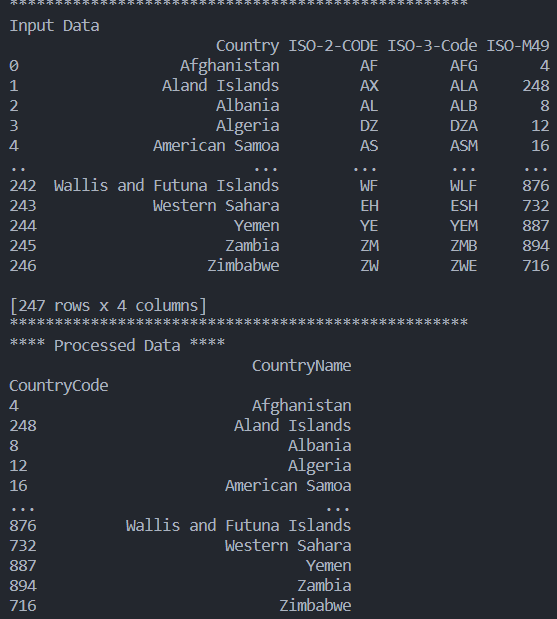 ***************************************************
Input Data
Country ISO-2-CODE ISO-3-Code ISO-M49
0 Afghanistan AF AFG 4
1 Aland Islands AX ALA 248
2 Albania AL ALB 8
3 Algeria DZ DZA 12
4 American Samoa AS ASM 16
.. ... ... ... ...
242 Wallis and Futuna Islands WF WLF 876
243 Western Sahara EH ESH 732
244 Yemen YE YEM 887
245 Zambia ZM ZMB 894
246 Zimbabwe ZW ZWE 716
[247 rows x 4 columns]
***************************************************
**** Processed Data ****
CountryName
CountryCode
4 Afghanistan
248 Aland Islands
8 Albania
12 Algeria
16 American Samoa
... ...
876 Wallis and Futuna Islands
732 Western Sahara
887 Yemen
894 Zambia
716 Zimbabwe